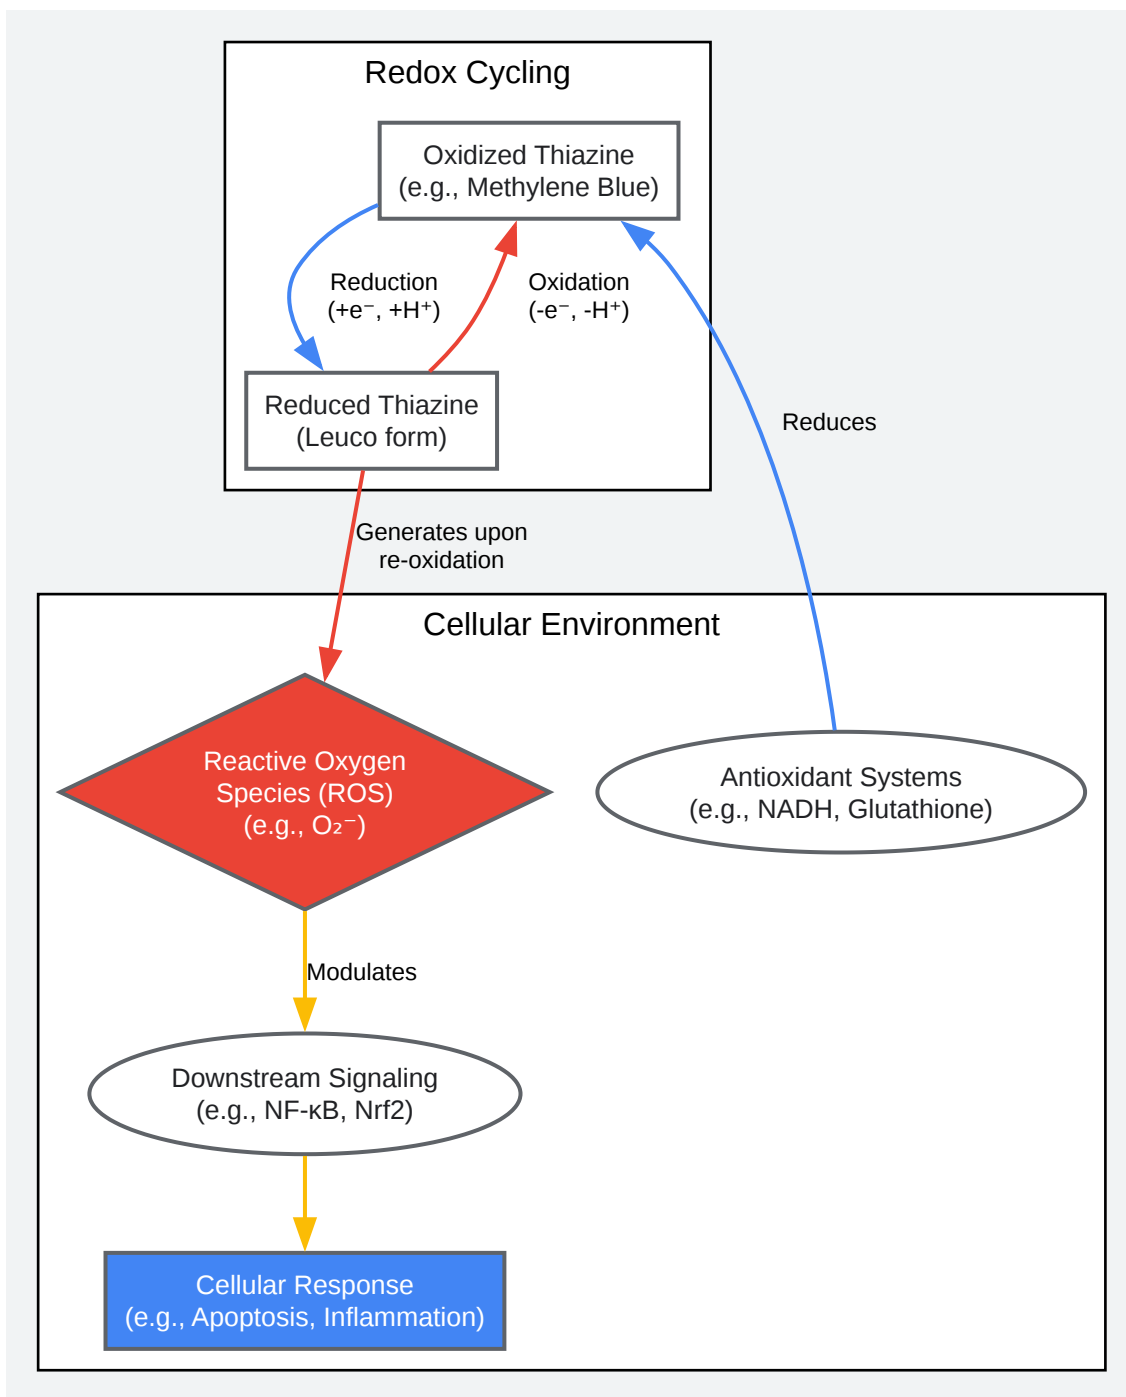 Redox Cycling
Oxidized Thiazine
(e.g., Methylene Blue)
Reduction
(+e⁻, +H⁺)
Oxidation
(-e⁻, -H⁺)
Reduced Thiazine
(Leuco form)
Reduces
Generates upon
re-oxidation
Cellular Environment
Reactive Oxygen
Species (ROS)
(e.g., O₂⁻)
Antioxidant Systems
(e.g., NADH, Glutathione)
Modulates
Downstream Signaling
(e.g., NF-κB, Nrf2)
Cellular Response
(e.g., Apoptosis, Inflammation)